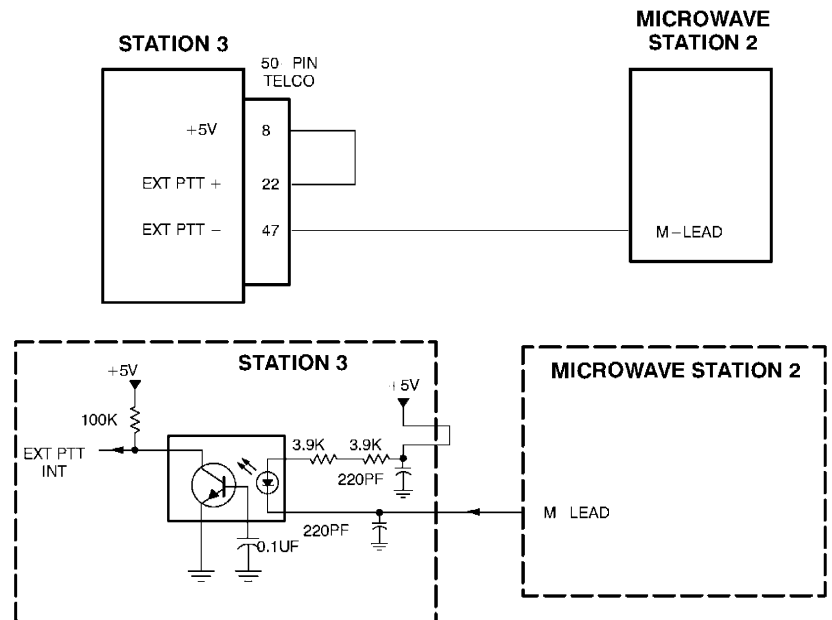 STATION 3
50 PIN
TELCO
MICROWAVE
STATION 2
+5V
8
EXT PTT +
22
EXT PTT −
47
M−LEAD
STATION 3
MICROWAVE STATION 2
+5V
+5V
100K
3.9K
3.9K
EXT PTT
INT
220PF
220PF
M LEAD
0.1UF